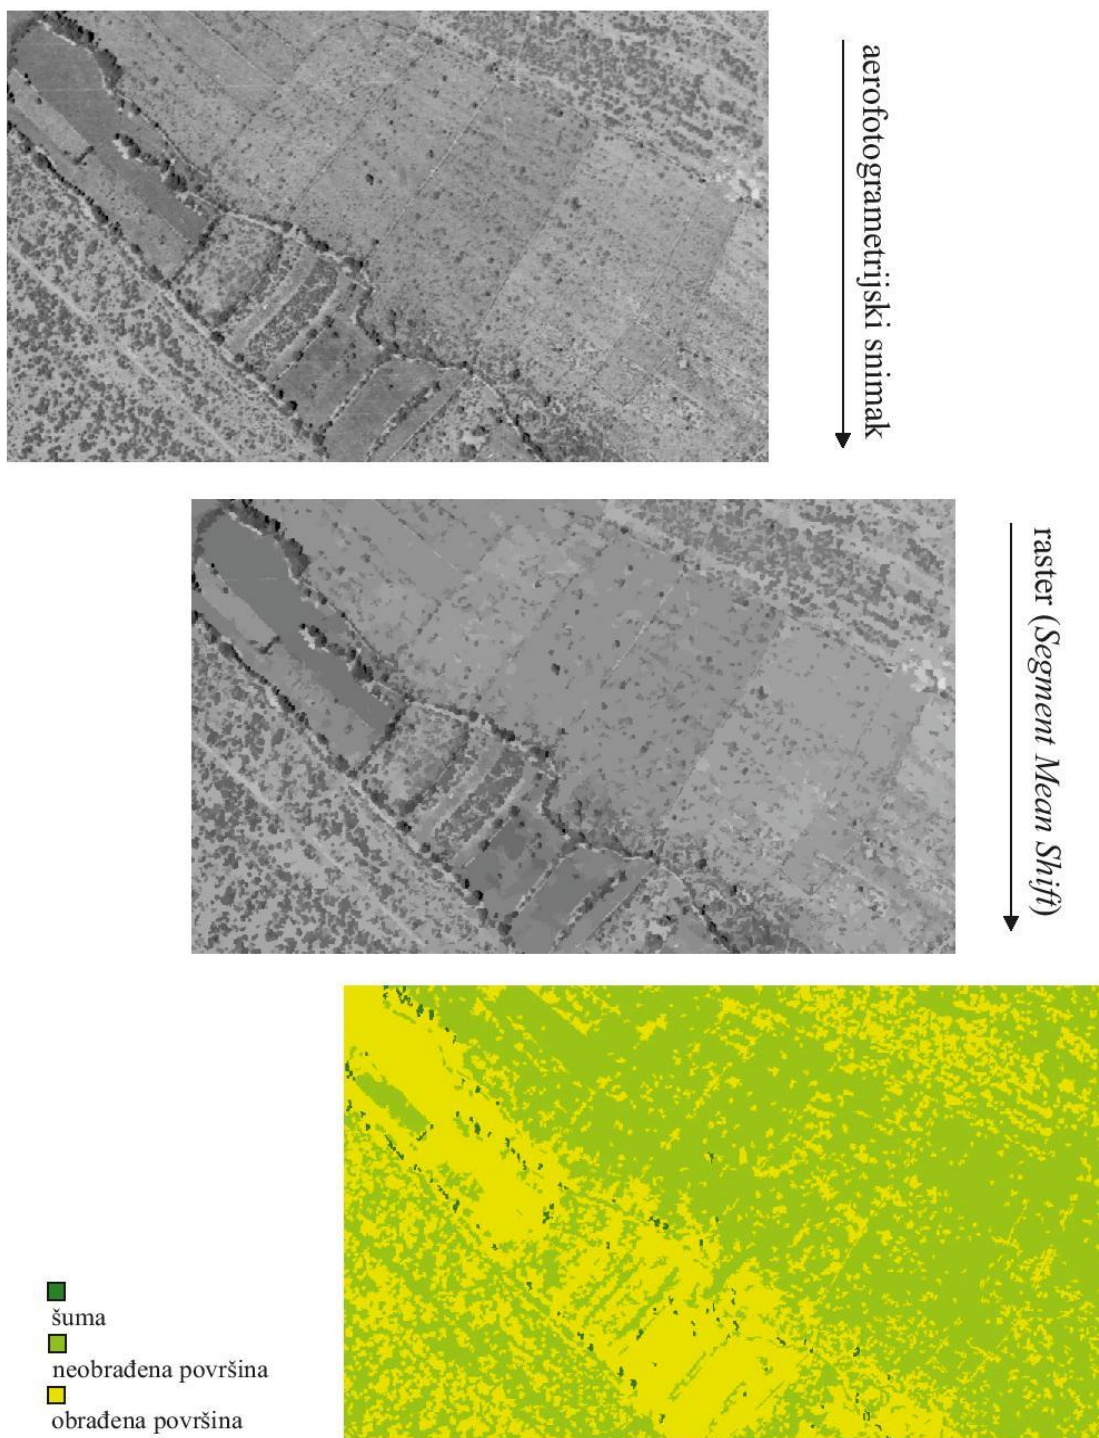 aerofotogrametrijski snimak
raster (Segment Mean Shift)
šuma
neobrađena površina
obrađena površina